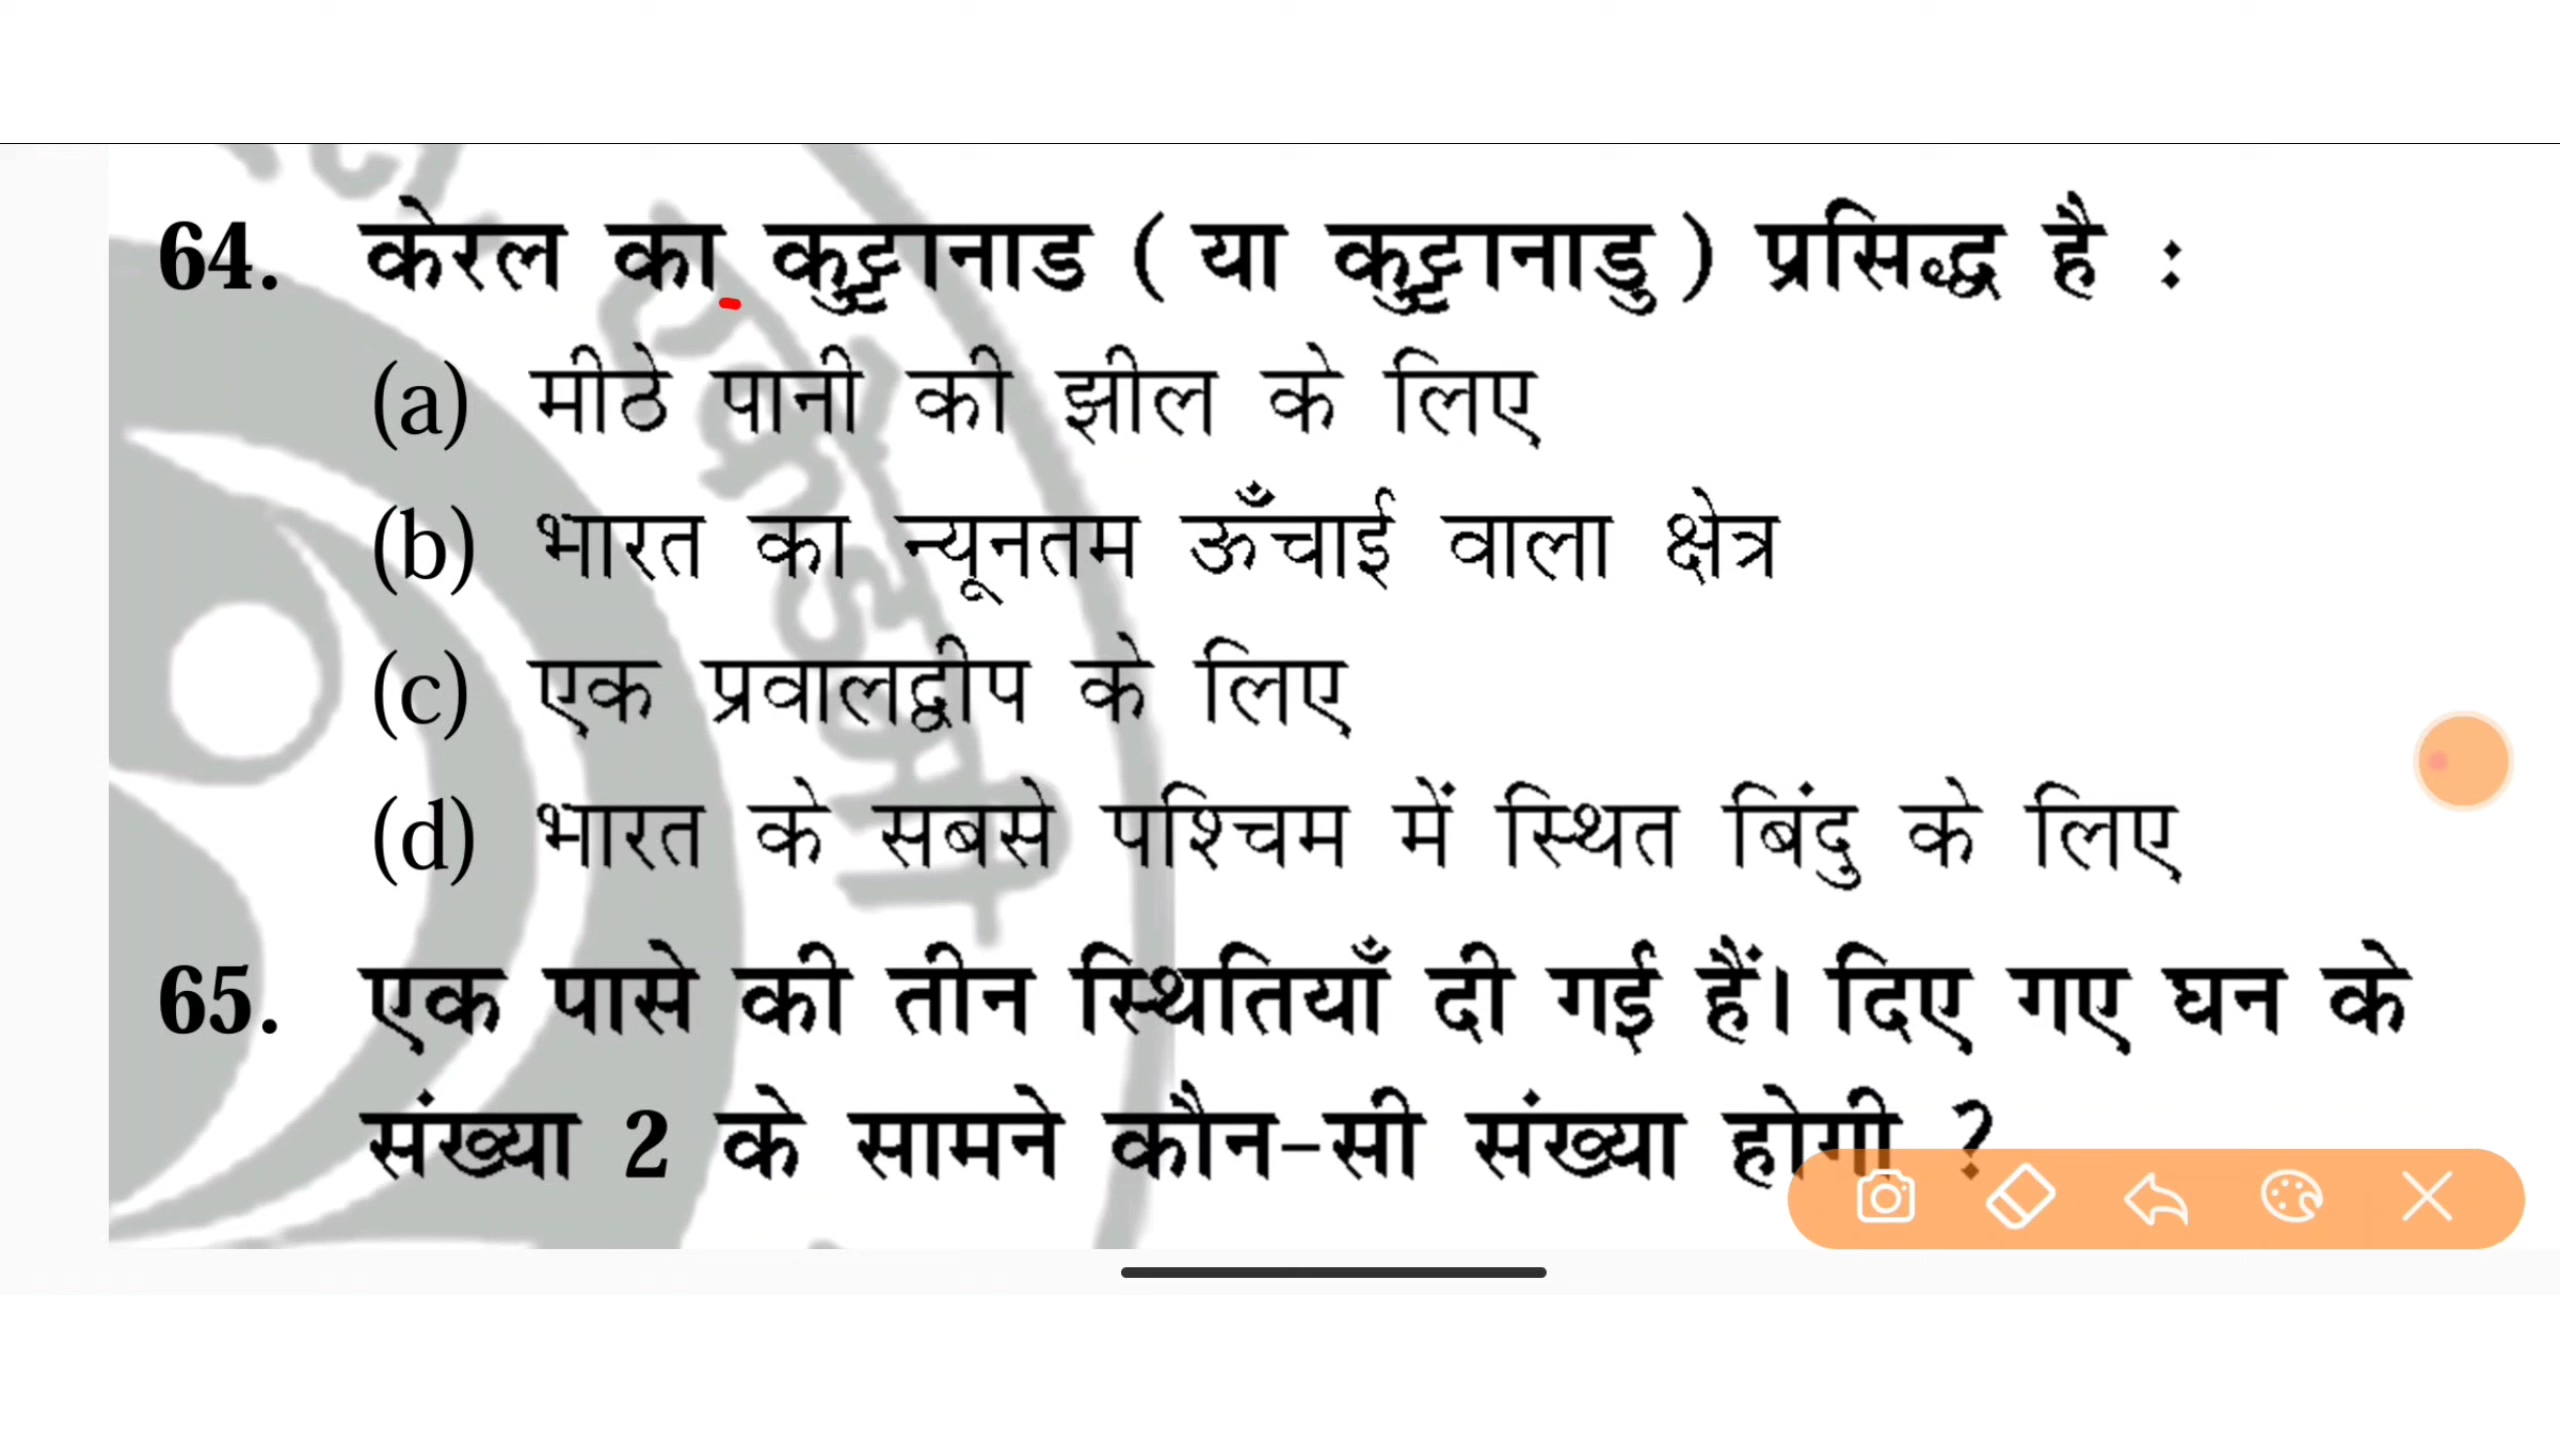 64. केरल का कुट्टानाड ( या कुट्टानाडु ) प्रसिद्ध है :
(a) मीठे पानी की झील के लिए
(b) भारत का न्यूनतम ऊँचाई वाला क्षेत्र
(c) एक प्रवालद्वीप के लिए
(d) भारत के सबसे पश्चिम में स्थित बिंदु के लिए
65. एक पासे की तीन स्थितियाँ दी गई हैं। दिए गए घन के
संख्या 2 के सामने कौन-सी संख्या होगी ?